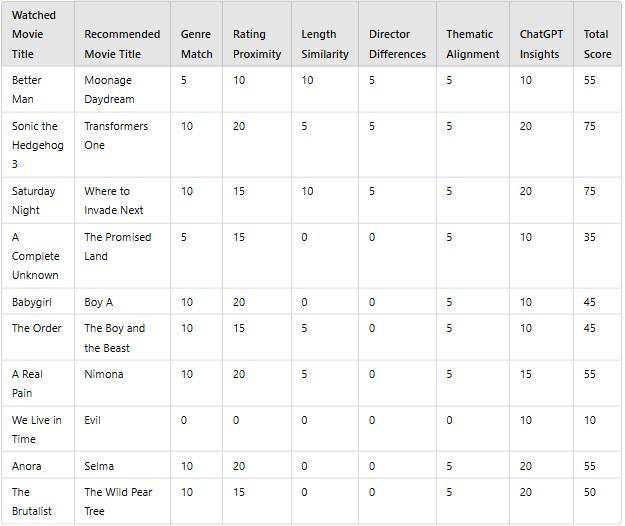 Watched Movie Title | Recommended Movie Title | Genre Match | Rating Proximity | Length Similarity | Director Differences | Thematic Alignment | ChatGPT Insights | Total Score
Better Man | Moonage Daydream | 5 | 10 | 10 | 5 | 5 | 10 | 55
Sonic the Hedgehog 3 | Transformers One | 10 | 20 | 5 | 5 | 5 | 20 | 75
Saturday Night | Where to Invade Next | 10 | 15 | 10 | 5 | 5 | 20 | 75
A Complete Unknown | The Promised Land | 5 | 15 | 0 | 0 | 5 | 10 | 35
Babygirl | Boy A | 10 | 20 | 0 | 0 | 5 | 10 | 45
The Order | The Boy and the Beast | 10 | 15 | 5 | 0 | 5 | 10 | 45
A Real Pain | Nimona | 10 | 20 | 5 | 0 | 5 | 15 | 55
We Live in Time | Evil | 0 | 0 | 0 | 0 | 0 | 10 | 10
Anora | Selma | 10 | 20 | 0 | 0 | 5 | 20 | 55
The Brutalist | The Wild Pear Tree | 10 | 15 | 0 | 0 | 5 | 20 | 50